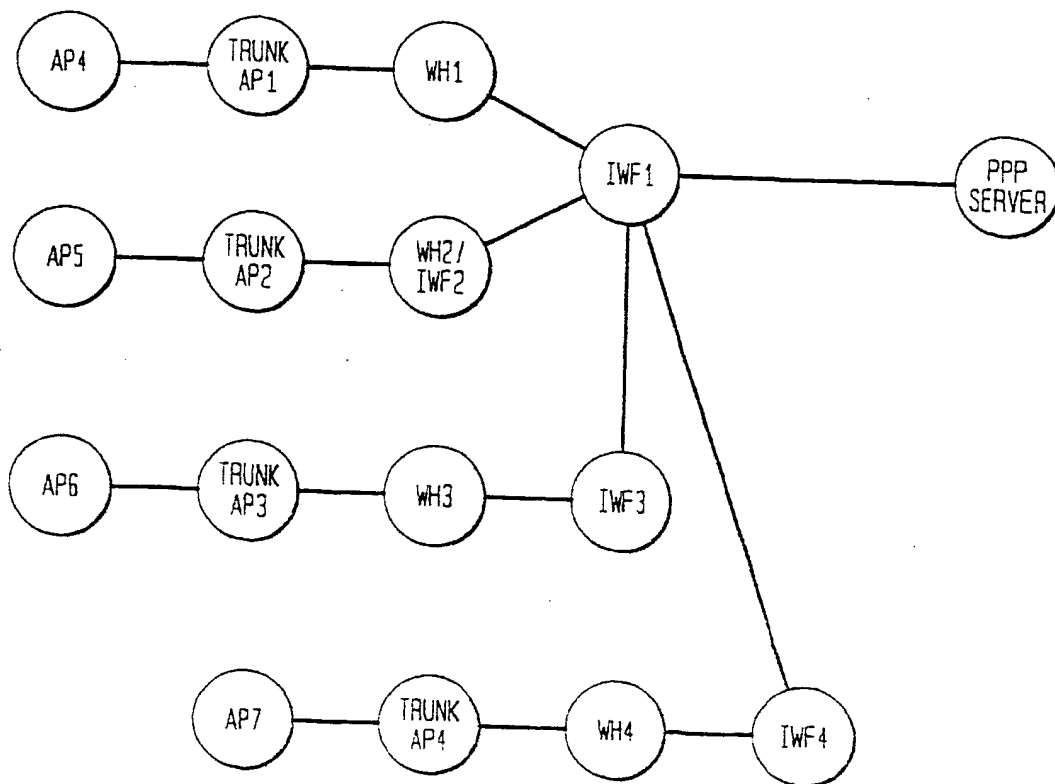 AP4
TRUNK
AP1
WH1
IWF1
PPP
SERVER
AP5
TRUNK
AP2
WH2/
IWF2
AP6
TRUNK
AP3
WH3
IWF3
AP7
TRUNK
AP4
WH4
IWF4